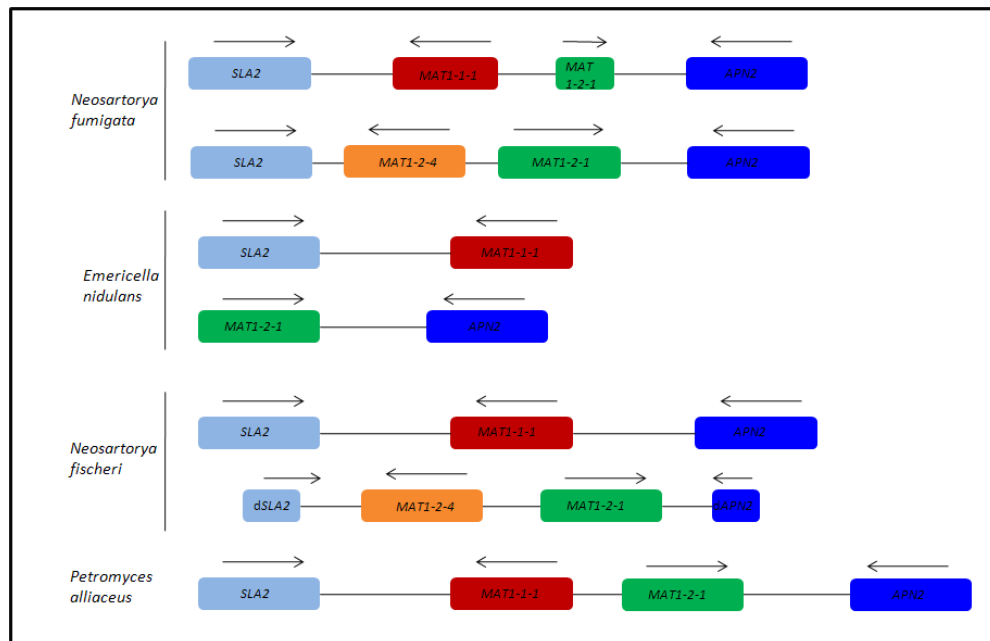 SLA2 MAT1-1-1 MAT
1-2-1 APN2
Neosartorya
fumigata
SLA2 MAT1-2-4 MAT1-2-1 APN2
SLA2 MAT1-1-1
Emericella
nidulans
MAT1-2-1 APN2
SLA2 MAT1-1-1 APN2
Neosartorya
fischeri
dSLA2 MAT1-2-4 MAT1-2-1 dAPN2
Petromyces
alliaceus
SLA2 MAT1-1-1 MAT1-2-1 APN2